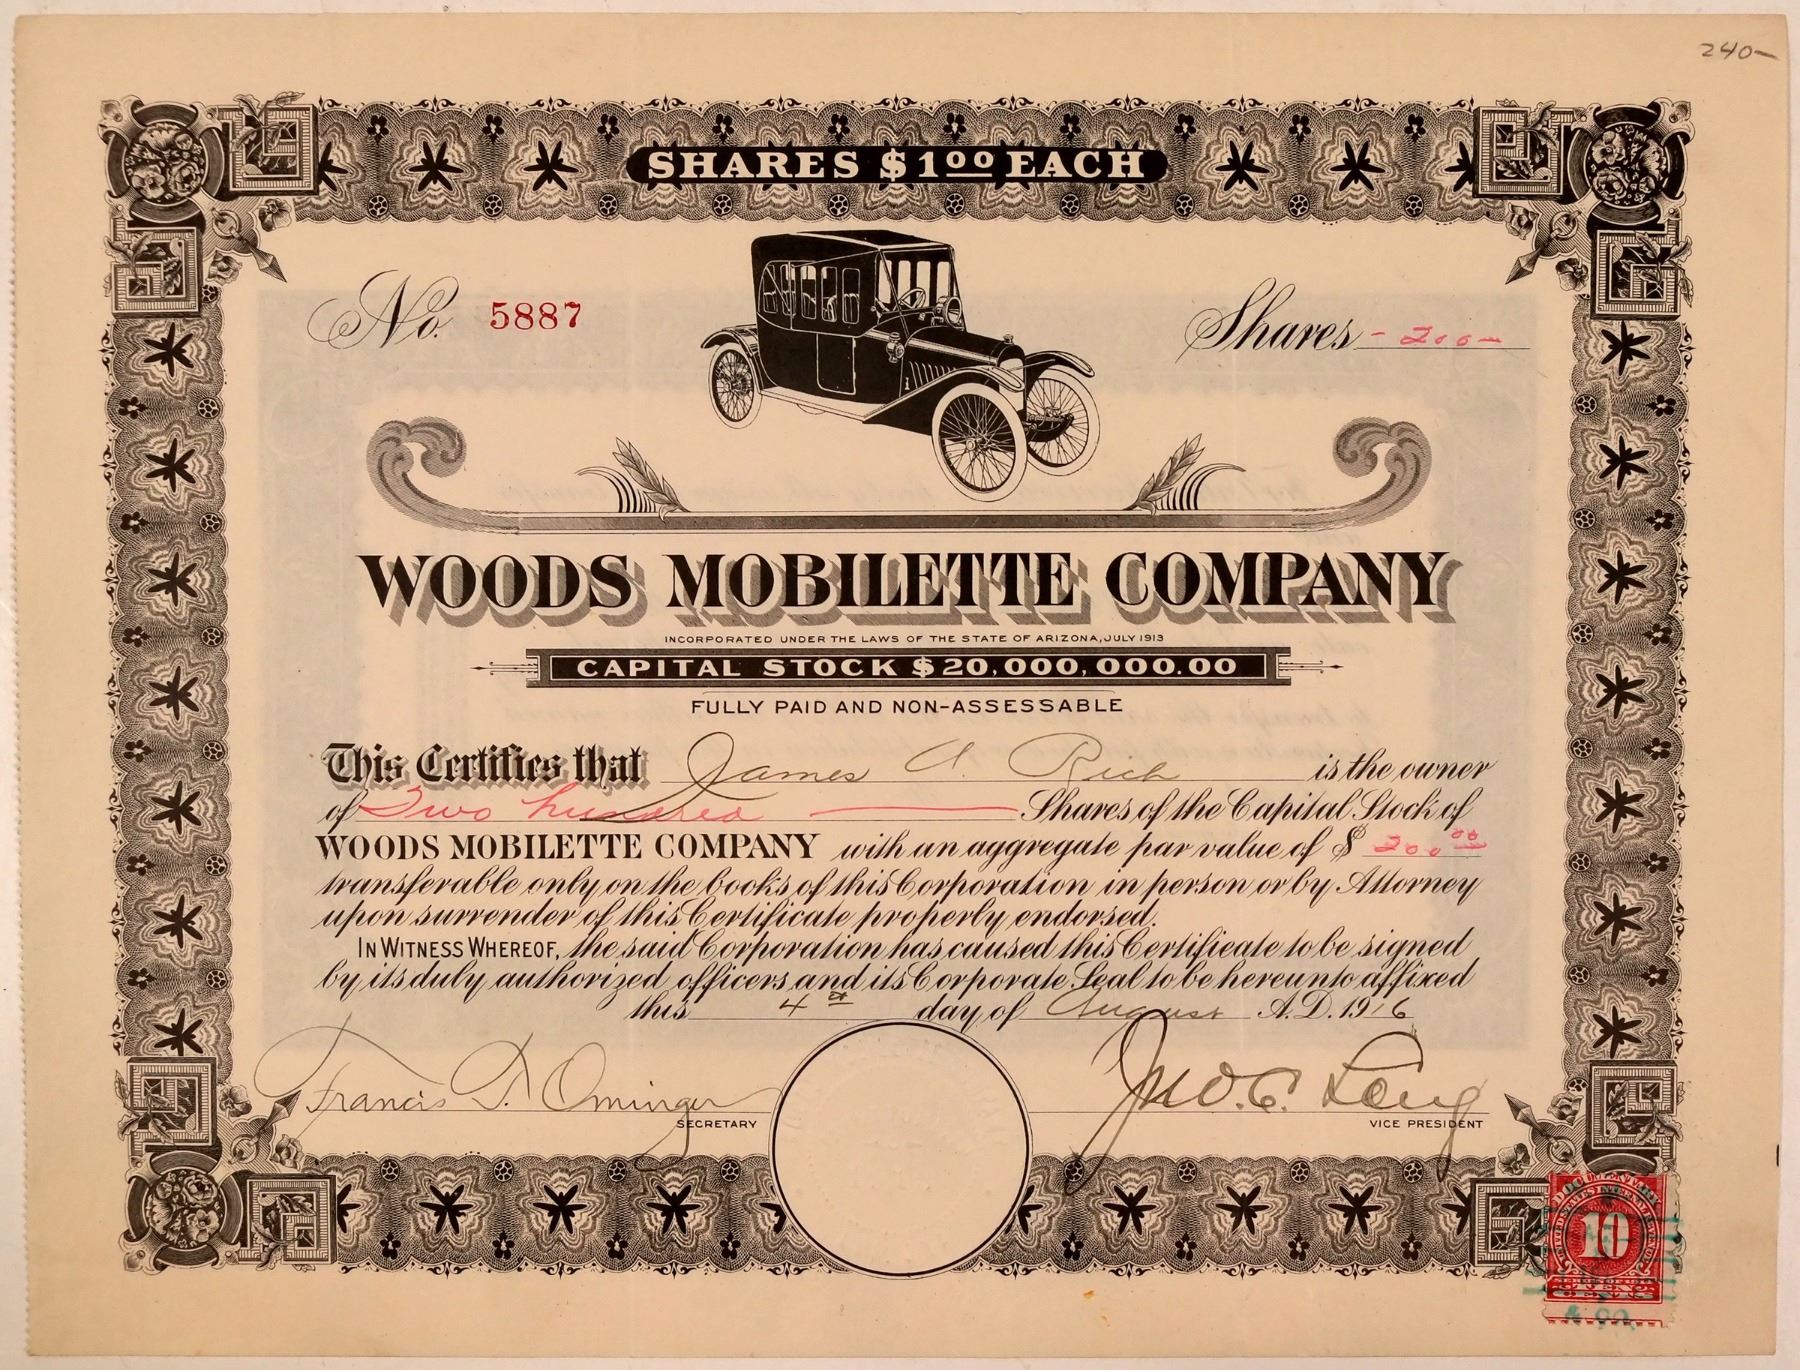 240-
SHARES $1 00 EACH
No. 5887
Shares - 200 -
WOODS MOBILETTE COMPANY
INCORPORATED UNDER THE LAWS OF THE STATE OF ARIZONA, JULY 1913
CAPITAL STOCK $20,000,000.00
FULLY PAID AND NON-ASSESSABLE
This Certifies that James A. Rich is the owner
of Two hundred Shares of the Capital Stock of
WOODS MOBILETTE COMPANY with an aggregate par value of $ 200 00
transferable only on the books of this Corporation in person or by Attorney
upon surrender of this Certificate properly endorsed.
IN WITNESS WHEREOF, the said Corporation has caused this Certificate to be signed
by its duly authorized officers and its Corporate Seal to be hereunto affixed
this 4 day of August A.D. 1916
Francis Ominger
SECRETARY
VICE PRESIDENT
DOCUMENTARY
10
CENTS